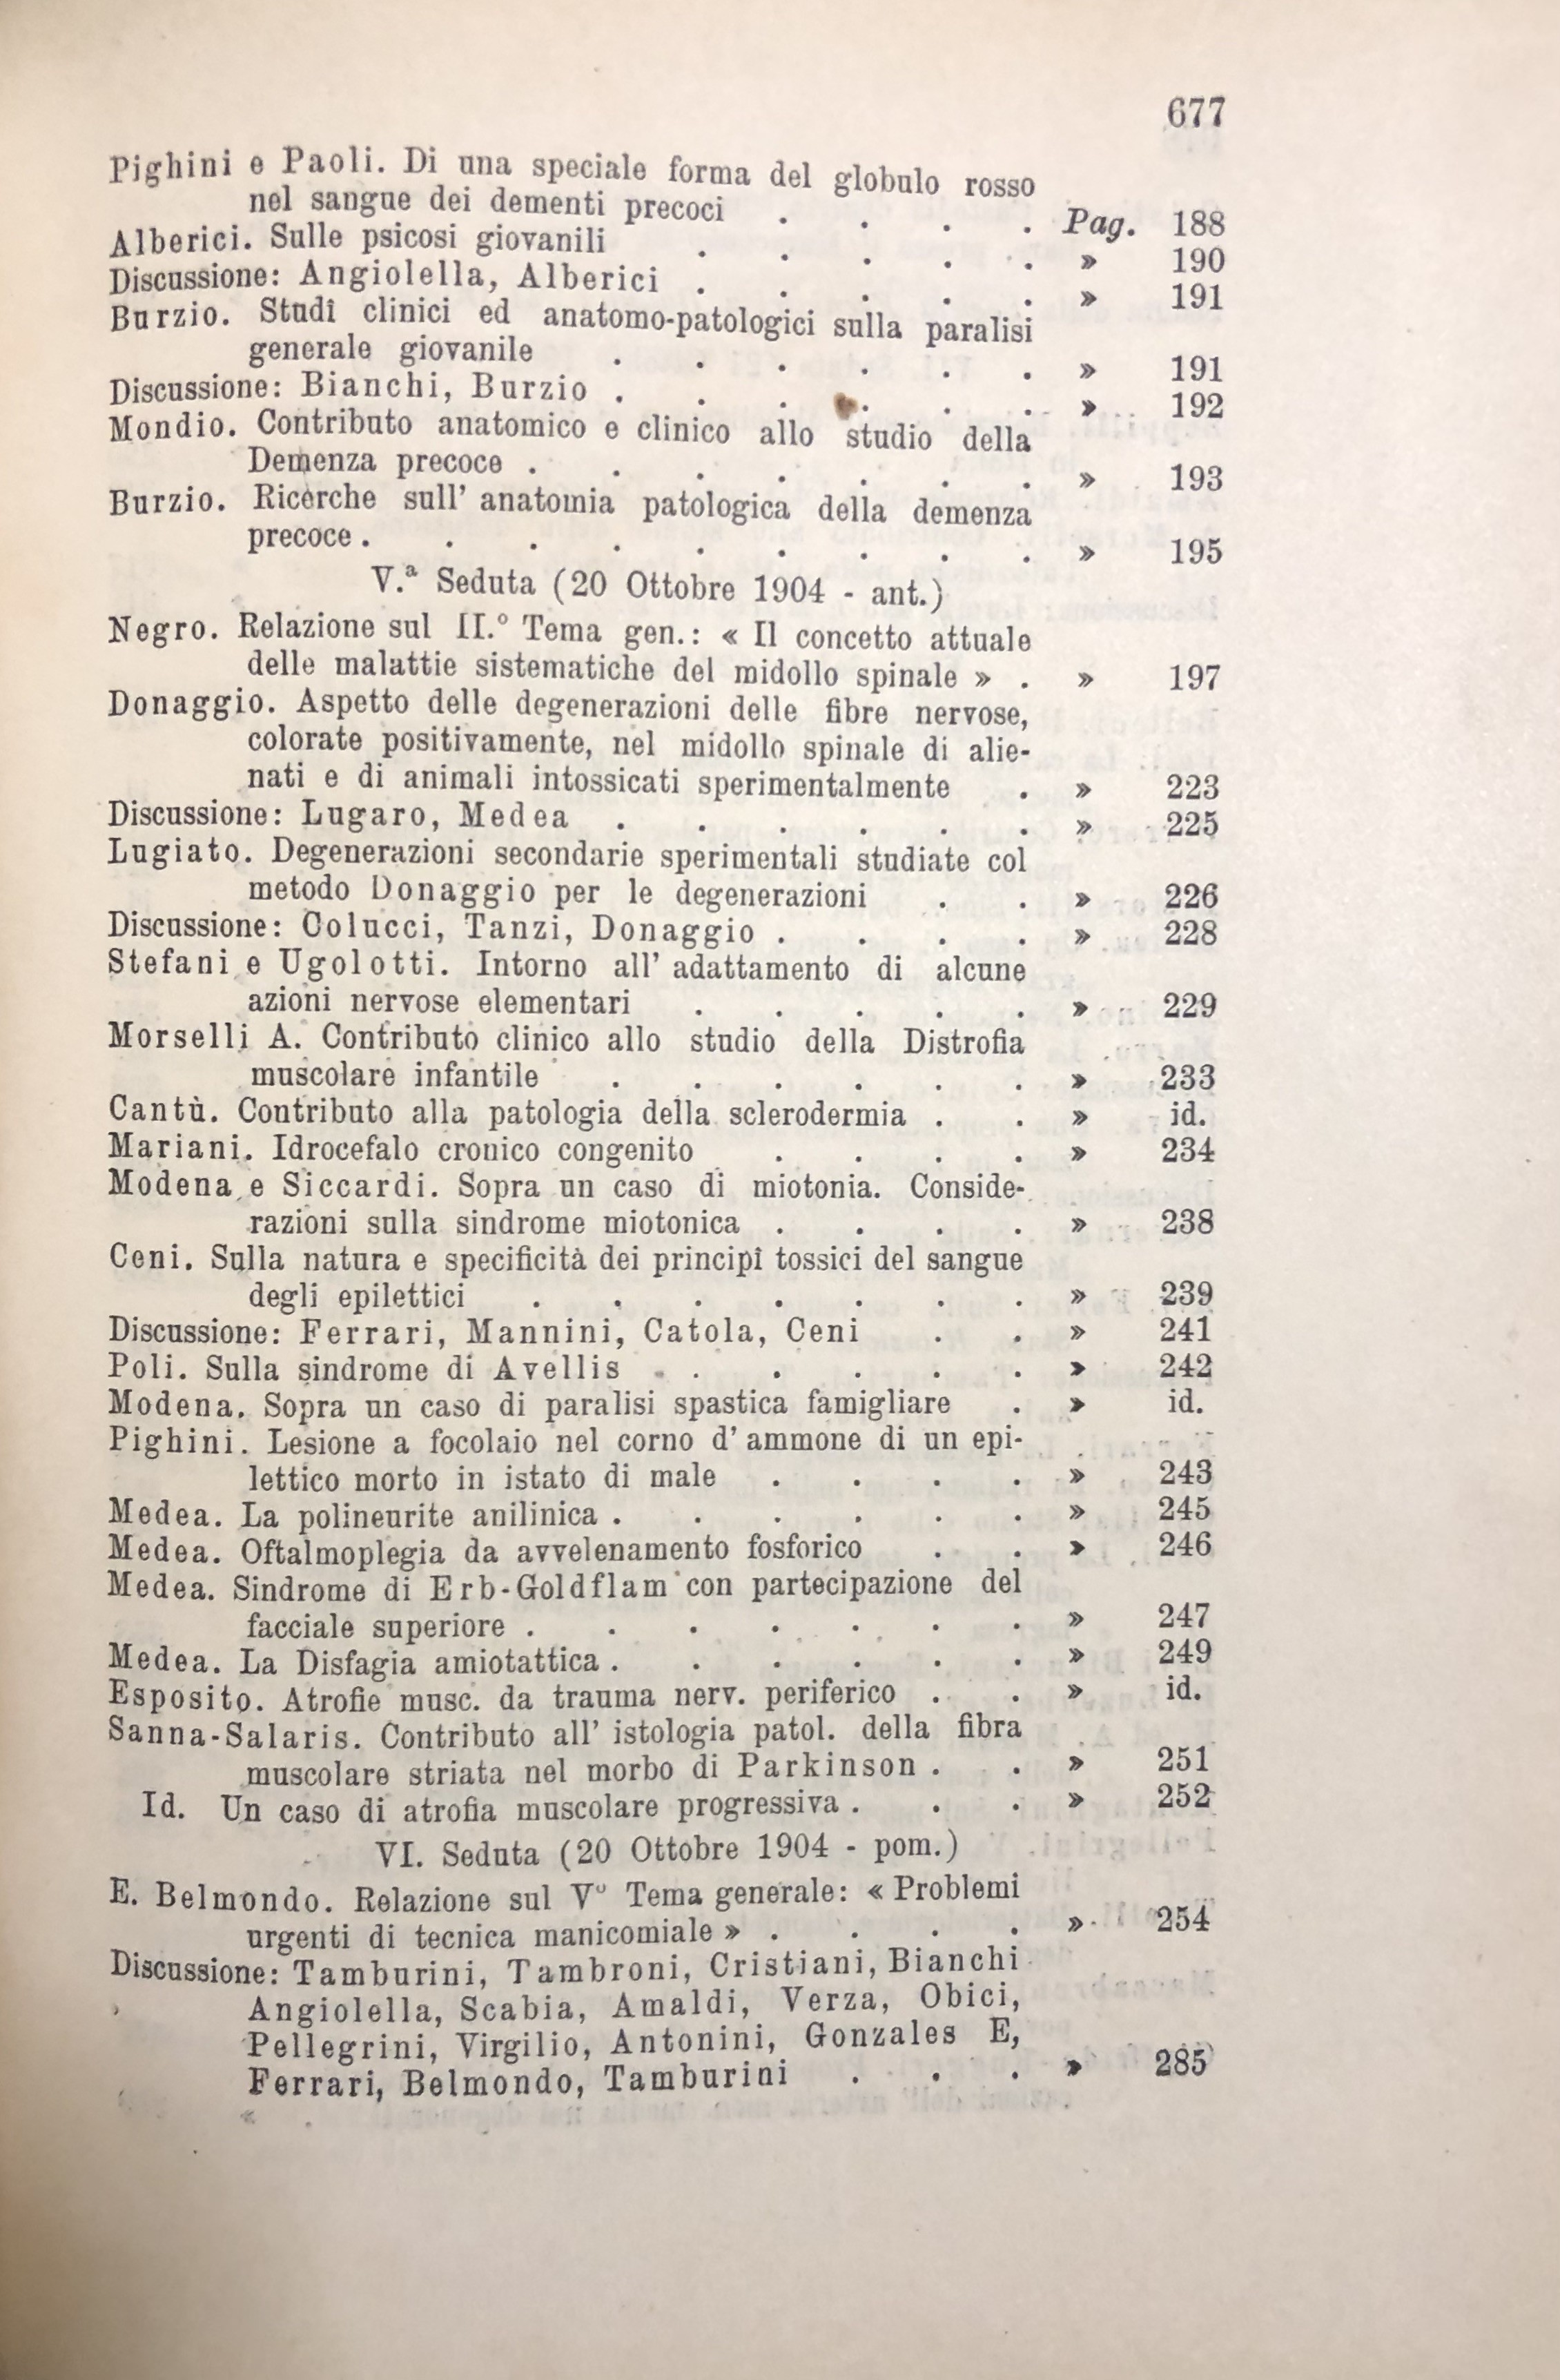 677
Pighini e Paoli. Di una speciale forma del globulo rosso
nel sangue dei dementi precoci . . . . Pag. 188
Alberici. Sulle psicosi giovanili . . . . . » 190
Discussione: Angiolella, Alberici . . . . . » 191
Burzio. Studî clinici ed anatomo-patologici sulla paralisi
generale giovanile . . . . . . » 191
Discussione: Bianchi, Burzio . . . . . . » 192
Mondio. Contributo anatomico e clinico allo studio della
Demenza precoce . . . . . . . » 193
Burzio. Ricerche sull' anatomia patologica della demenza
precoce . . . . . . . . . » 195
V.ª Seduta (20 Ottobre 1904 - ant.)
Negro. Relazione sul II.º Tema gen.: « Il concetto attuale
delle malattie sistematiche del midollo spinale » . » 197
Donaggio. Aspetto delle degenerazioni delle fibre nervose,
colorate positivamente, nel midollo spinale di alie-
nati e di animali intossicati sperimentalmente . » 223
Discussione: Lugaro, Medea . . . . . . » 225
Lugiato. Degenerazioni secondarie sperimentali studiate col
metodo Donaggio per le degenerazioni . . » 226
Discussione: Colucci, Tanzi, Donaggio . . . . » 228
Stefani e Ugolotti. Intorno all' adattamento di alcune
azioni nervose elementari . . . . . » 229
Morselli A. Contributo clinico allo studio della Distrofia
muscolare infantile . . . . . . » 233
Cantù. Contributo alla patologia della sclerodermia . . » id.
Mariani. Idrocefalo cronico congenito . . . . » 234
Modena e Siccardi. Sopra un caso di miotonia. Conside-
razioni sulla sindrome miotonica . . . . » 238
Ceni. Sulla natura e specificità dei principî tossici del sangue
degli epilettici . . . . . . . » 239
Discussione: Ferrari, Mannini, Catola, Ceni . . » 241
Poli. Sulla sindrome di Avellis . . . . . » 242
Modena. Sopra un caso di paralisi spastica famigliare . » id.
Pighini. Lesione a focolaio nel corno d' ammone di un epi-
lettico morto in istato di male . . . . » 243
Medea. La polineurite anilinica . . . . . . » 245
Medea. Oftalmoplegia da avvelenamento fosforico . . » 246
Medea. Sindrome di Erb-Goldflam con partecipazione del
facciale superiore . . . . . . . » 247
Medea. La Disfagia amiotattica . . . . . . » 249
Esposito. Atrofie musc. da trauma nerv. periferico . . » id.
Sanna-Salaris. Contributo all' istologia patol. della fibra
muscolare striata nel morbo di Parkinson . . » 251
Id. Un caso di atrofia muscolare progressiva . . . » 252
VI. Seduta (20 Ottobre 1904 - pom.)
E. Belmondo. Relazione sul Vº Tema generale: « Problemi
urgenti di tecnica manicomiale » . . . . » 254
Discussione: Tamburini, Tambroni, Cristiani, Bianchi
Angiolella, Scabia, Amaldi, Verza, Obici,
Pellegrini, Virgilio, Antonini, Gonzales E,
Ferrari, Belmondo, Tamburini . . . » 285